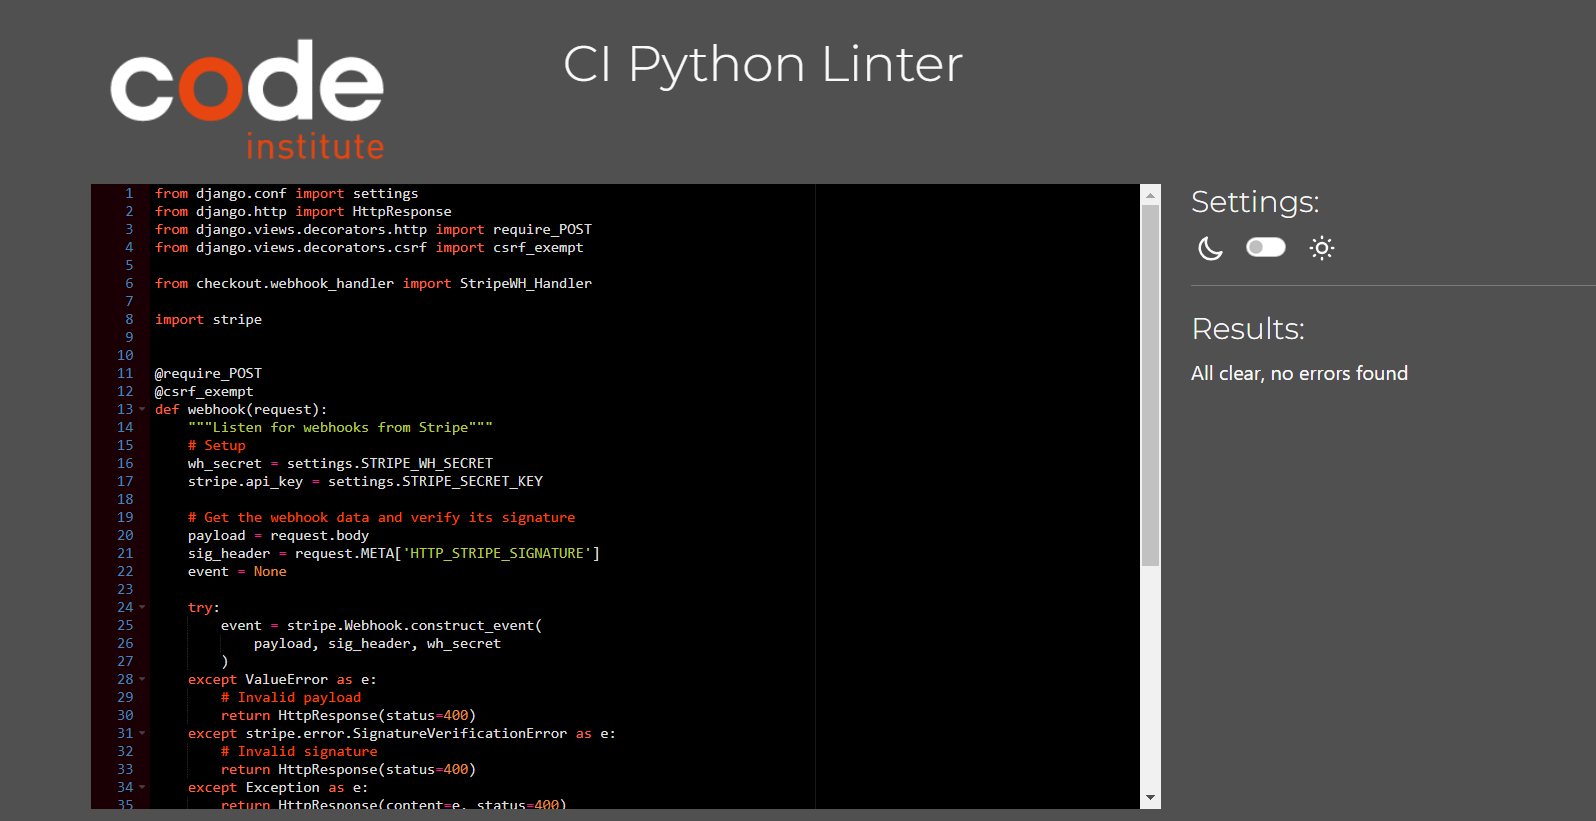 code
institute
CI Python Linter
1 from django.conf import settings
2 from django.http import HttpResponse
3 from django.views.decorators.http import require_POST
4 from django.views.decorators.csrf import csrf_exempt
5
6 from checkout.webhook_handler import StripeWH_Handler
7
8 import stripe
9
10
11 @require_POST
12 @csrf_exempt
13 def webhook(request):
14     """Listen for webhooks from Stripe"""
15     # Setup
16     wh_secret = settings.STRIPE_WH_SECRET
17     stripe.api_key = settings.STRIPE_SECRET_KEY
18
19     # Get the webhook data and verify its signature
20     payload = request.body
21     sig_header = request.META['HTTP_STRIPE_SIGNATURE']
22     event = None
23
24     try:
25         event = stripe.Webhook.construct_event(
26             payload, sig_header, wh_secret
27         )
28     except ValueError as e:
29         # Invalid payload
30         return HttpResponse(status=400)
31     except stripe.error.SignatureVerificationError as e:
32         # Invalid signature
33         return HttpResponse(status=400)
34     except Exception as e:
35         return HttpResponse(content=e, status=400)
Settings:
Results:
All clear, no errors found